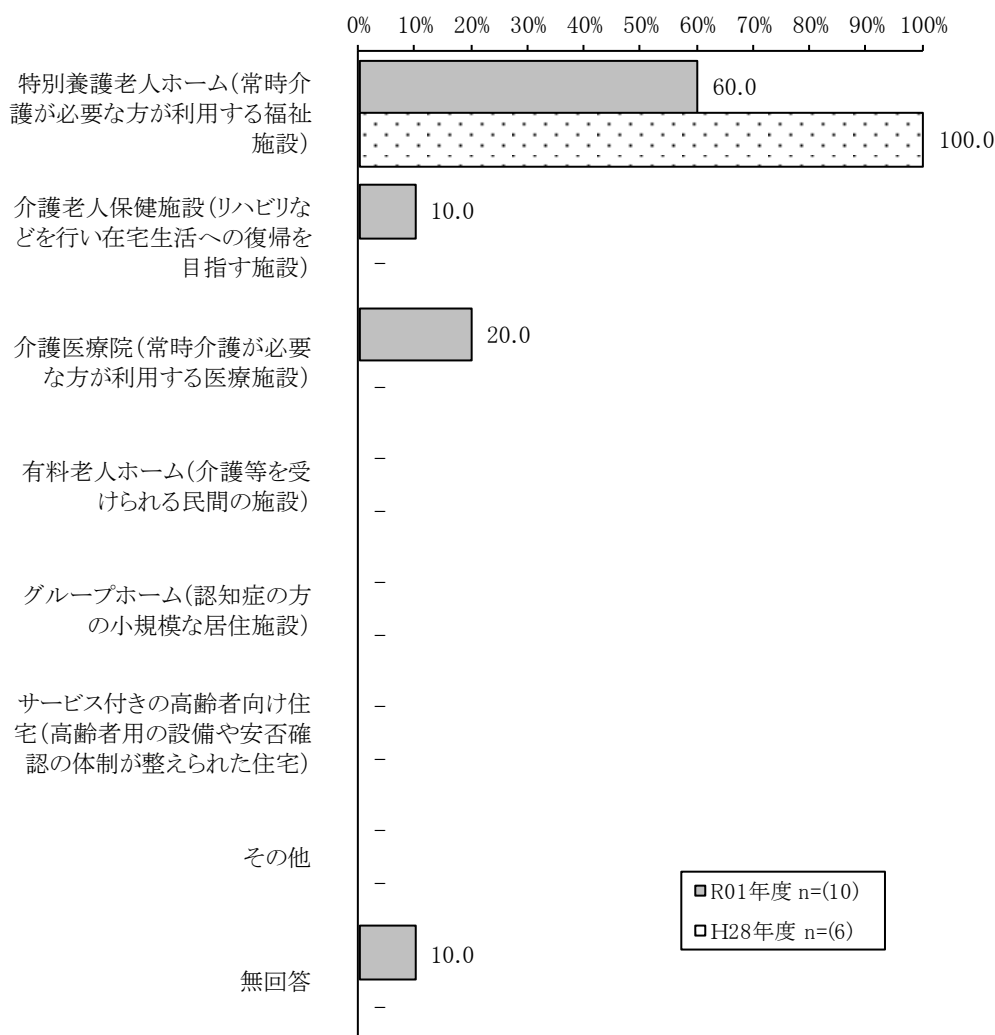 0% 10% 20% 30% 40% 50% 60% 70% 80% 90% 100%
特別養護老人ホーム(常時介
護が必要な方が利用する福祉
施設)
60.0
100.0
介護老人保健施設(リハビリな
どを行い在宅生活への復帰を
目指す施設)
10.0
–
介護医療院(常時介護が必要
な方が利用する医療施設)
20.0
–
有料老人ホーム(介護等を受
けられる民間の施設)
–
–
グループホーム(認知症の方
の小規模な居住施設)
–
–
サービス付きの高齢者向け住
宅(高齢者用の設備や安否確
認の体制が整えられた住宅)
–
–
その他
–
–
無回答
10.0
–
R01年度 n=(10)
H28年度 n=(6)